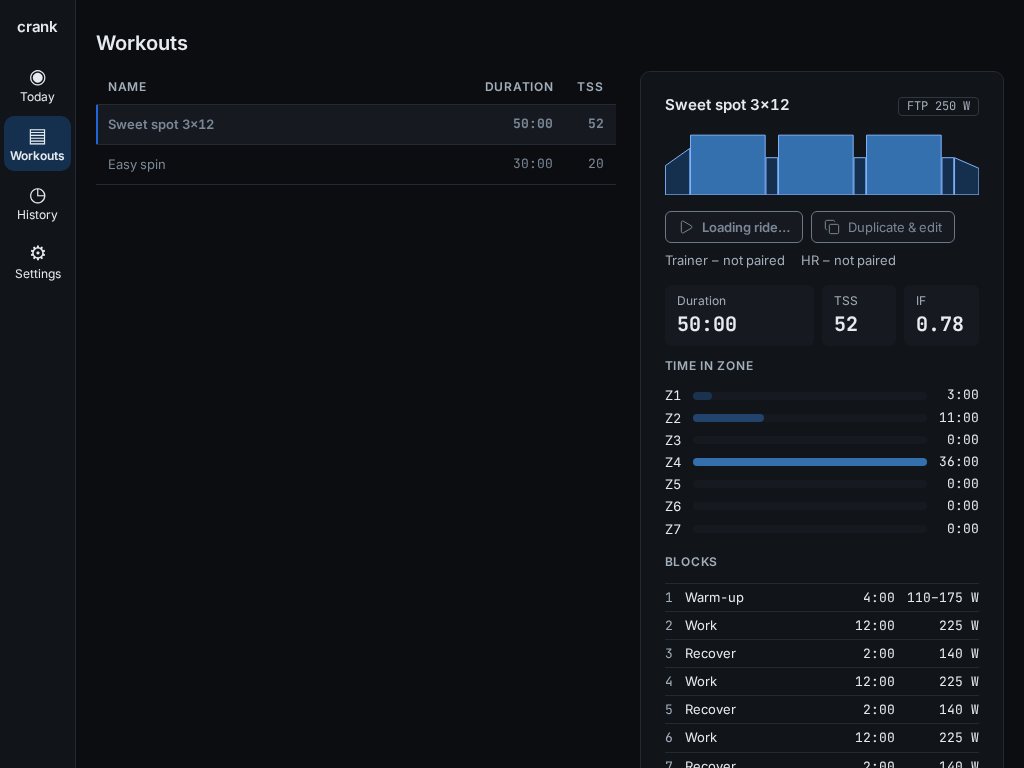 crank
Today
Workouts
History
Settings
Workouts
NAME DURATION TSS
Sweet spot 3×12 50:00 52
Easy spin 30:00 20
Sweet spot 3×12 FTP 250 W
Loading ride… Duplicate & edit
Trainer – not paired HR – not paired
Duration TSS IF
50:00 52 0.78
TIME IN ZONE
Z1 3:00
Z2 11:00
Z3 0:00
Z4 36:00
Z5 0:00
Z6 0:00
Z7 0:00
BLOCKS
1 Warm-up 4:00 110–175 W
2 Work 12:00 225 W
3 Recover 2:00 140 W
4 Work 12:00 225 W
5 Recover 2:00 140 W
6 Work 12:00 225 W
7 Recover 2:00 140 W